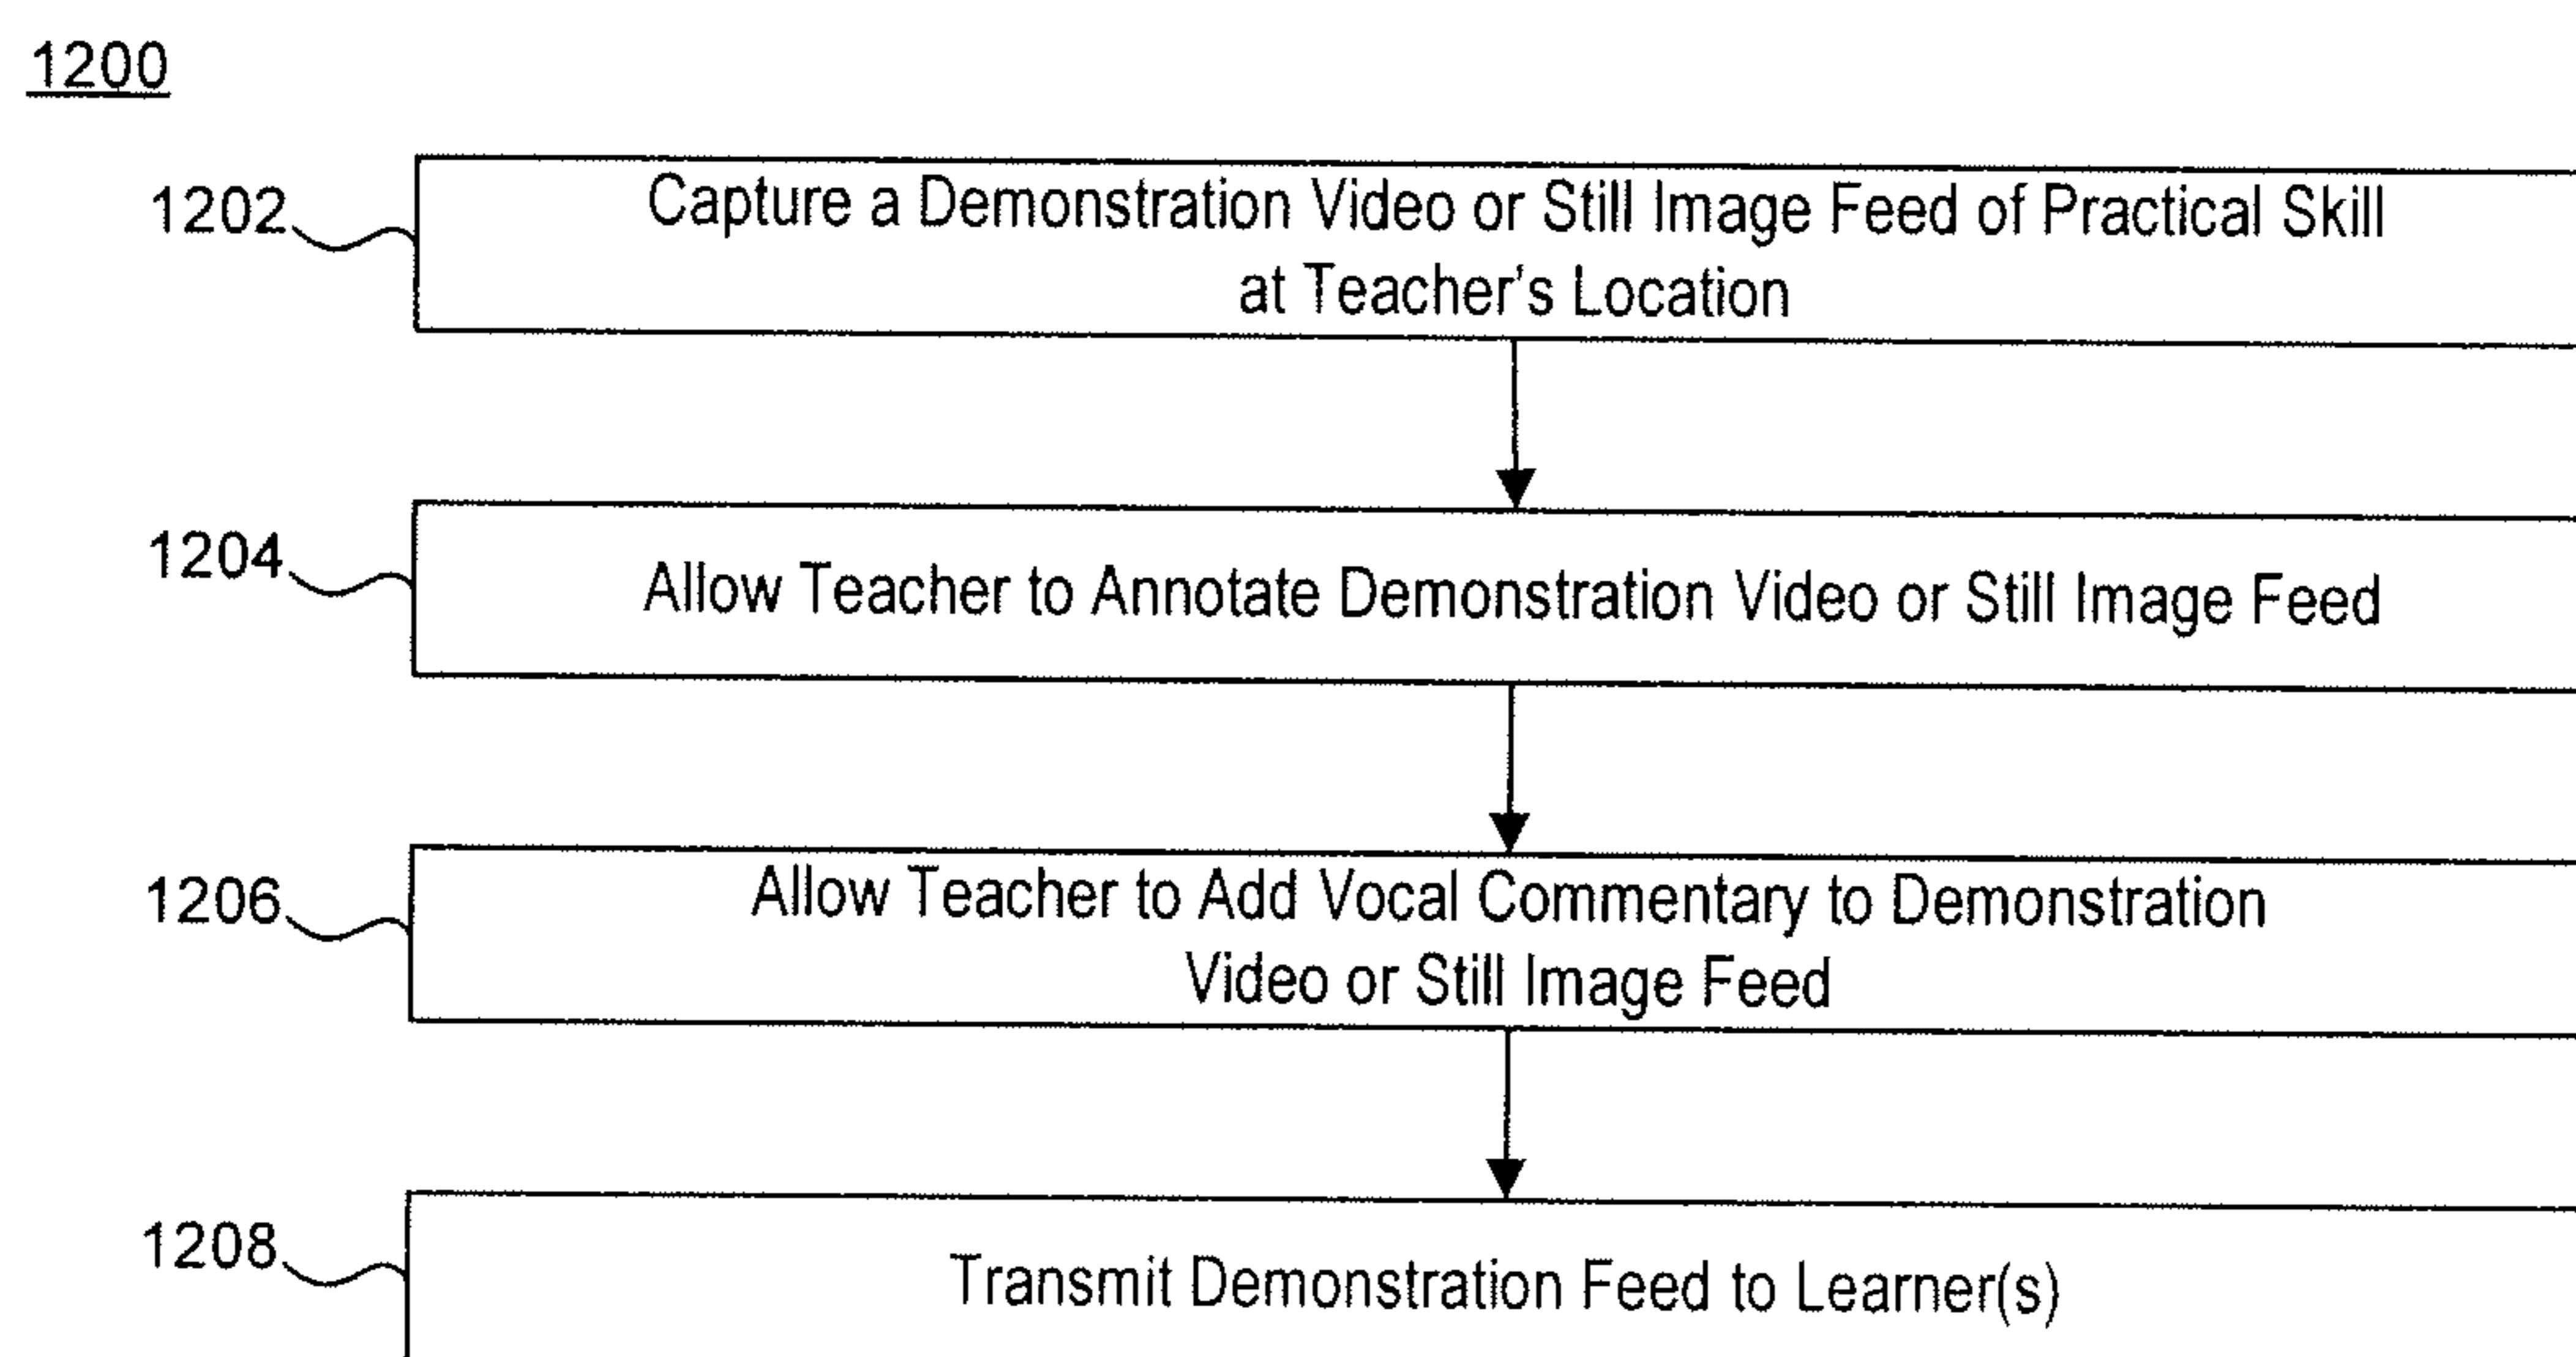 1200
1202
Capture a Demonstration Video or Still Image Feed of Practical Skill
at Teacher's Location
1204
Allow Teacher to Annotate Demonstration Video or Still Image Feed
1206
Allow Teacher to Add Vocal Commentary to Demonstration
Video or Still Image Feed
1208
Transmit Demonstration Feed to Learner(s)